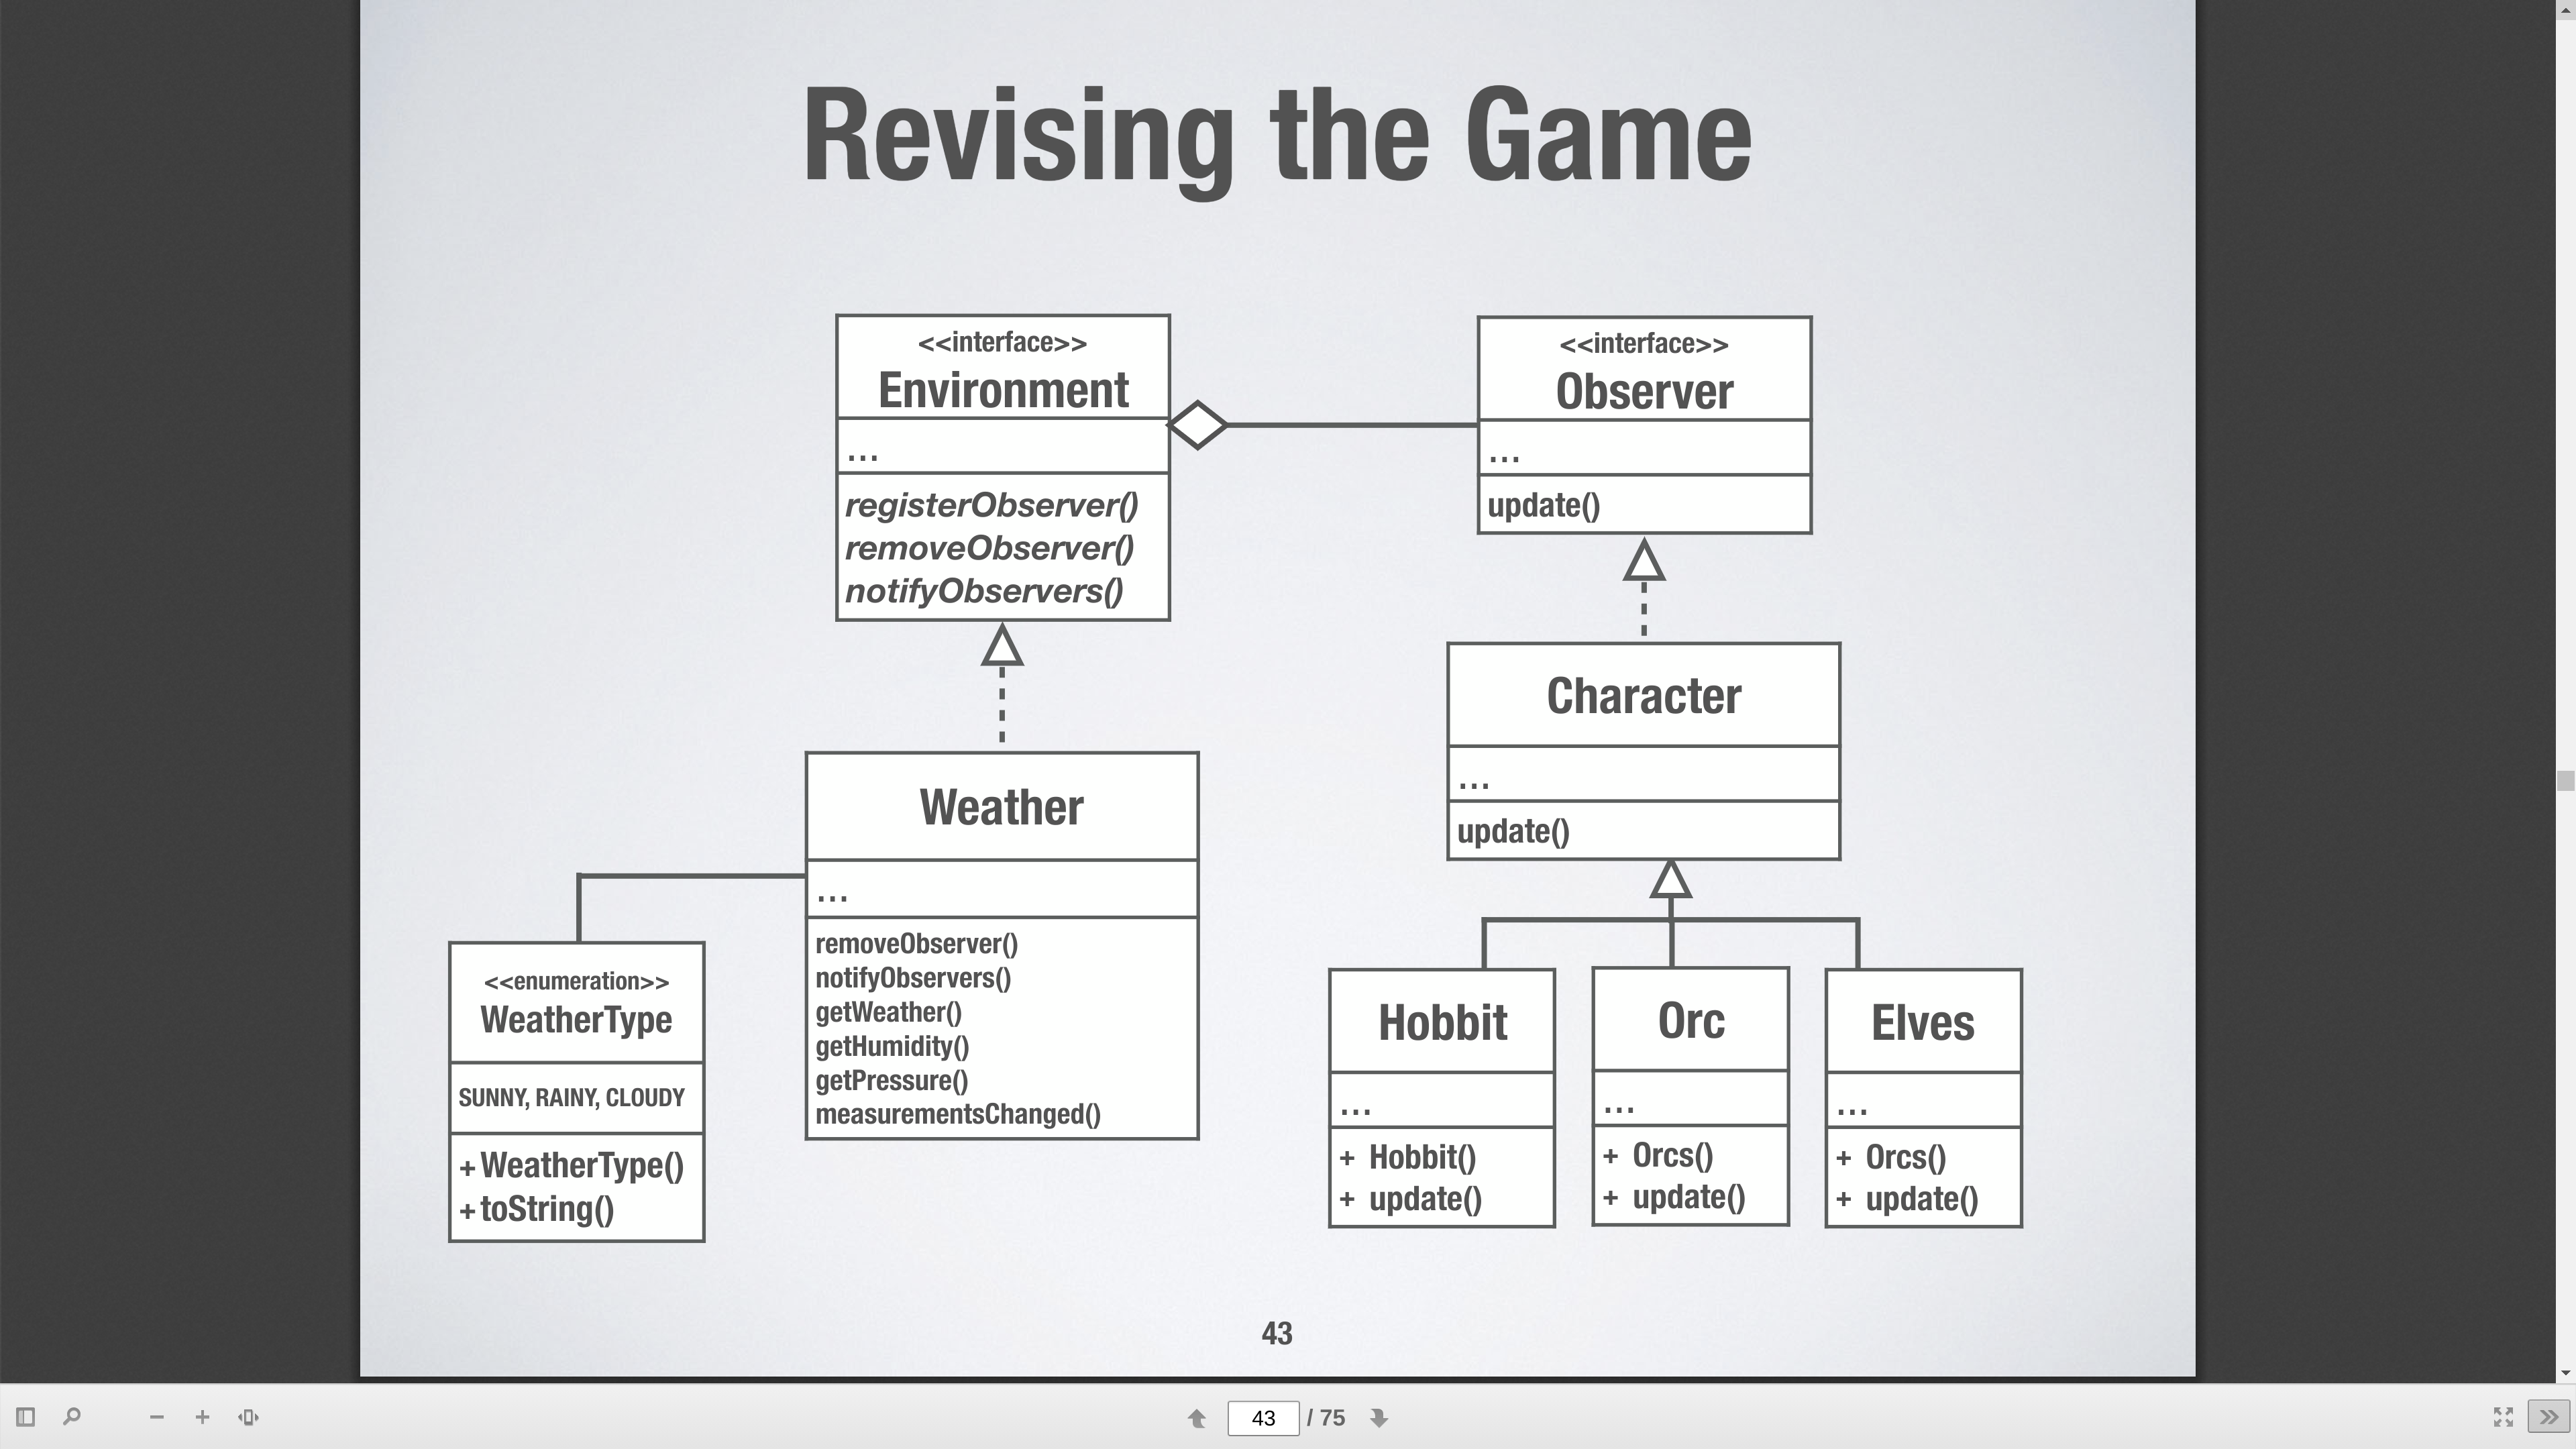 Revising the Game
<<interface>>
Environment
...
registerObserver()
removeObserver()
notifyObservers()
<<interface>>
Observer
...
update()
Weather
...
removeObserver()
notifyObservers()
getWeather()
getHumidity()
getPressure()
measurementsChanged()
Character
...
update()
<<enumeration>>
WeatherType
SUNNY, RAINY, CLOUDY
+ WeatherType()
+ toString()
Hobbit
...
+ Hobbit()
+ update()
Orc
...
+ Orcs()
+ update()
Elves
...
+ Orcs()
+ update()
43
43 / 75